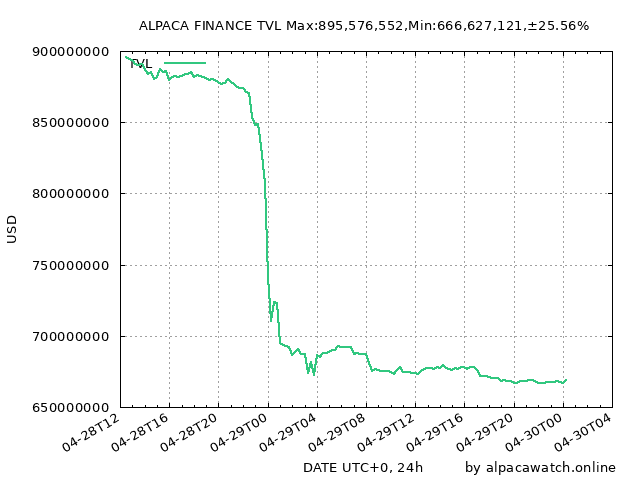 ALPACA FINANCE TVL Max:895,576,552,Min:666,627,121,±25.56%
900000000
TVL
850000000
800000000
USD
750000000
700000000
650000000
04-28T12 04-28T16 04-28T20 04-29T00 04-29T04 04-29T08 04-29T12 04-29T16 04-29T20 04-30T00 04-30T04
DATE UTC+0, 24h by alpacawatch.online